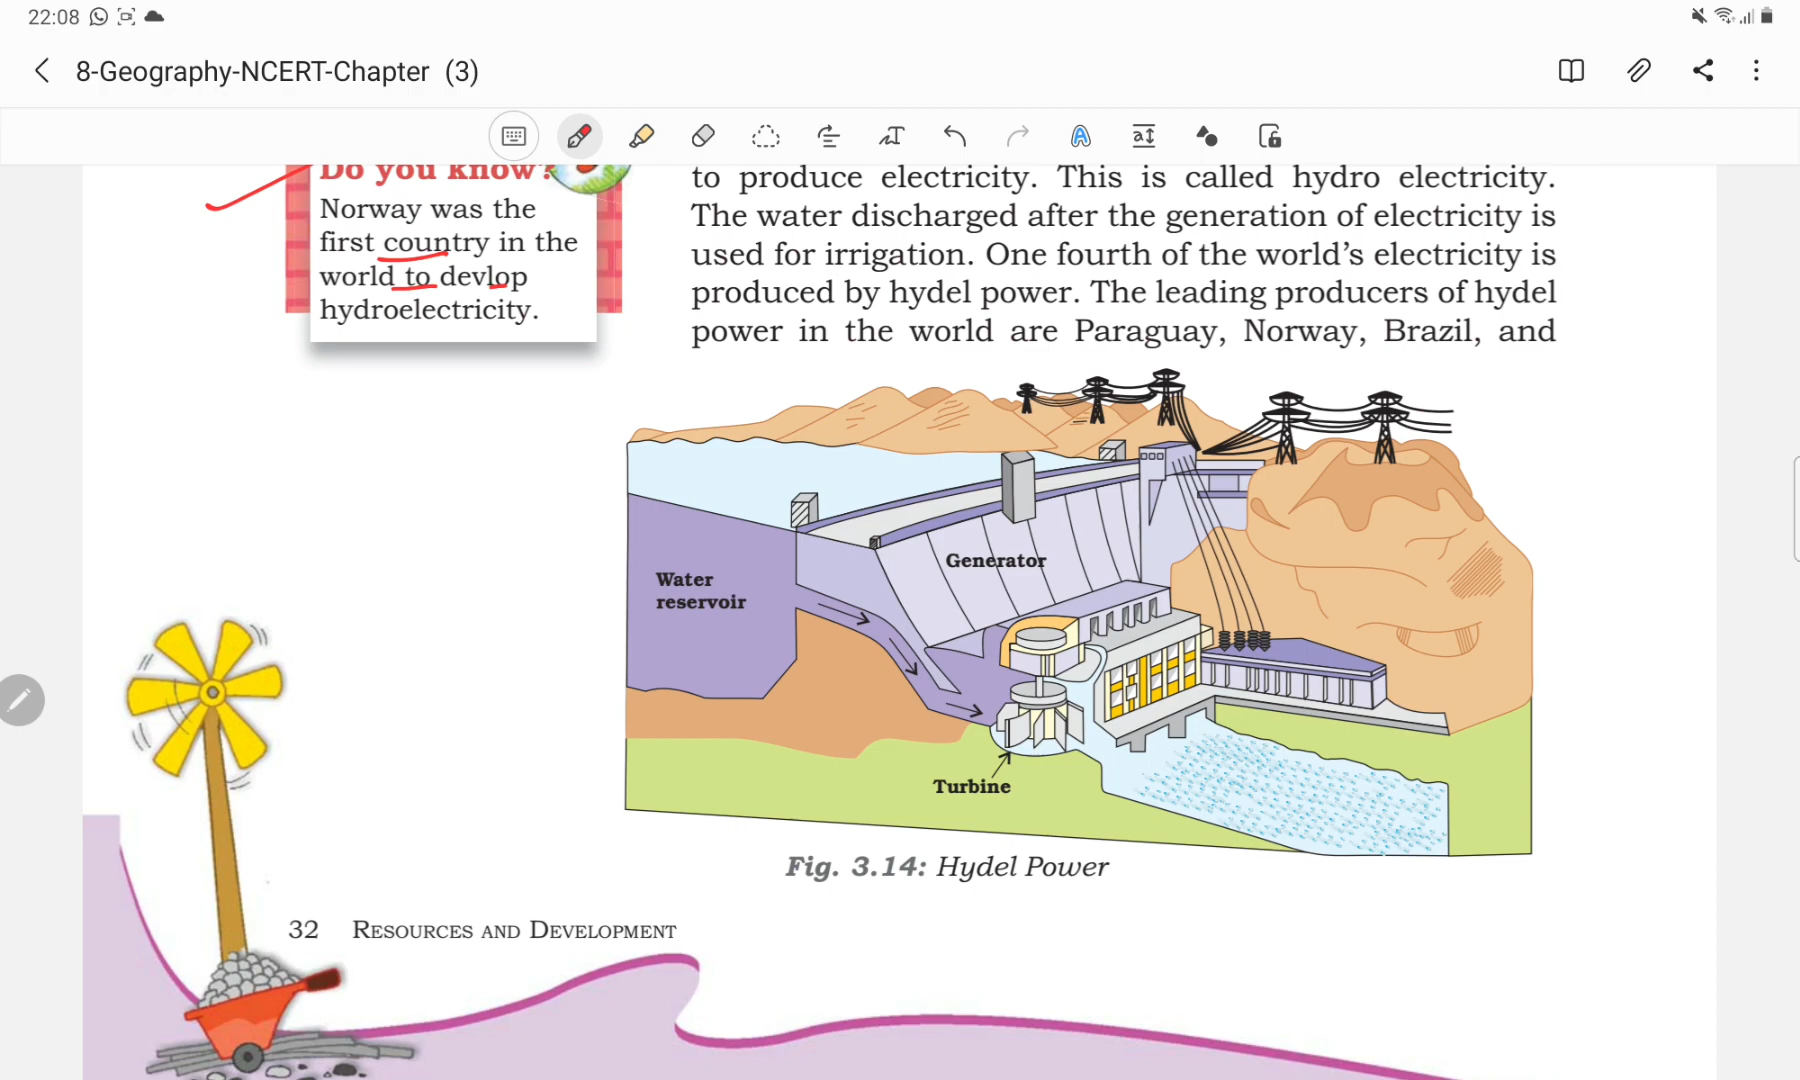 22:08
8-Geography-NCERT-Chapter (3)
Do you know?
Norway was the
first country in the
world to devlop
hydroelectricity.
to produce electricity. This is called hydro electricity.
The water discharged after the generation of electricity is
used for irrigation. One fourth of the world's electricity is
produced by hydel power. The leading producers of hydel
power in the world are Paraguay, Norway, Brazil, and
Generator
Water
reservoir
Turbine
Fig. 3.14: Hydel Power
32 RESOURCES AND DEVELOPMENT